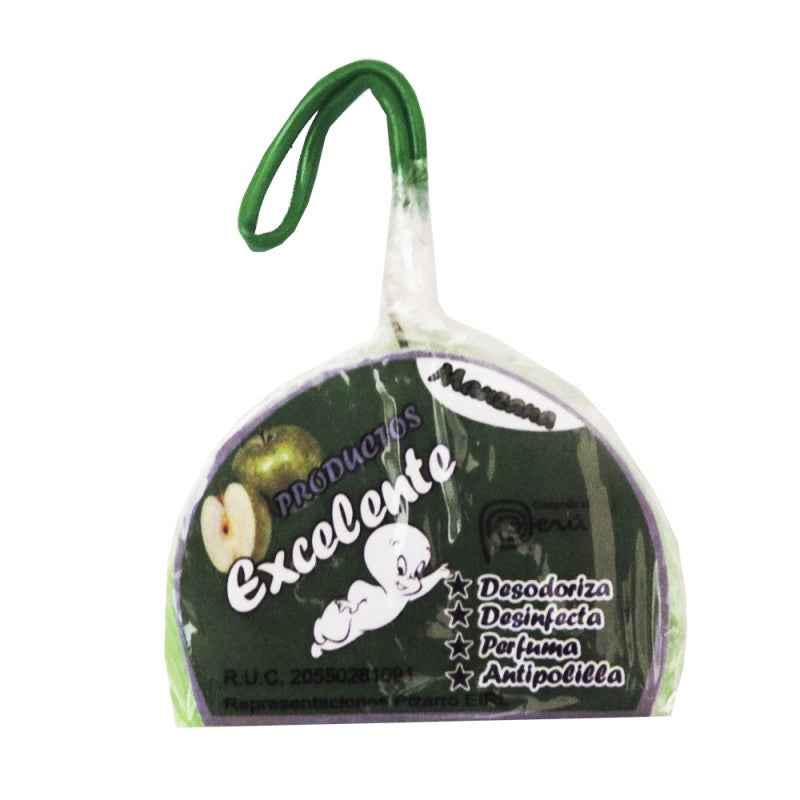 Manzana
PRODUCTOS
Excelente
Perú
Desodoriza
Desinfecta
Perfuma
Antipolilla
R.U.C. 20550281091
Representaciones Pizarro